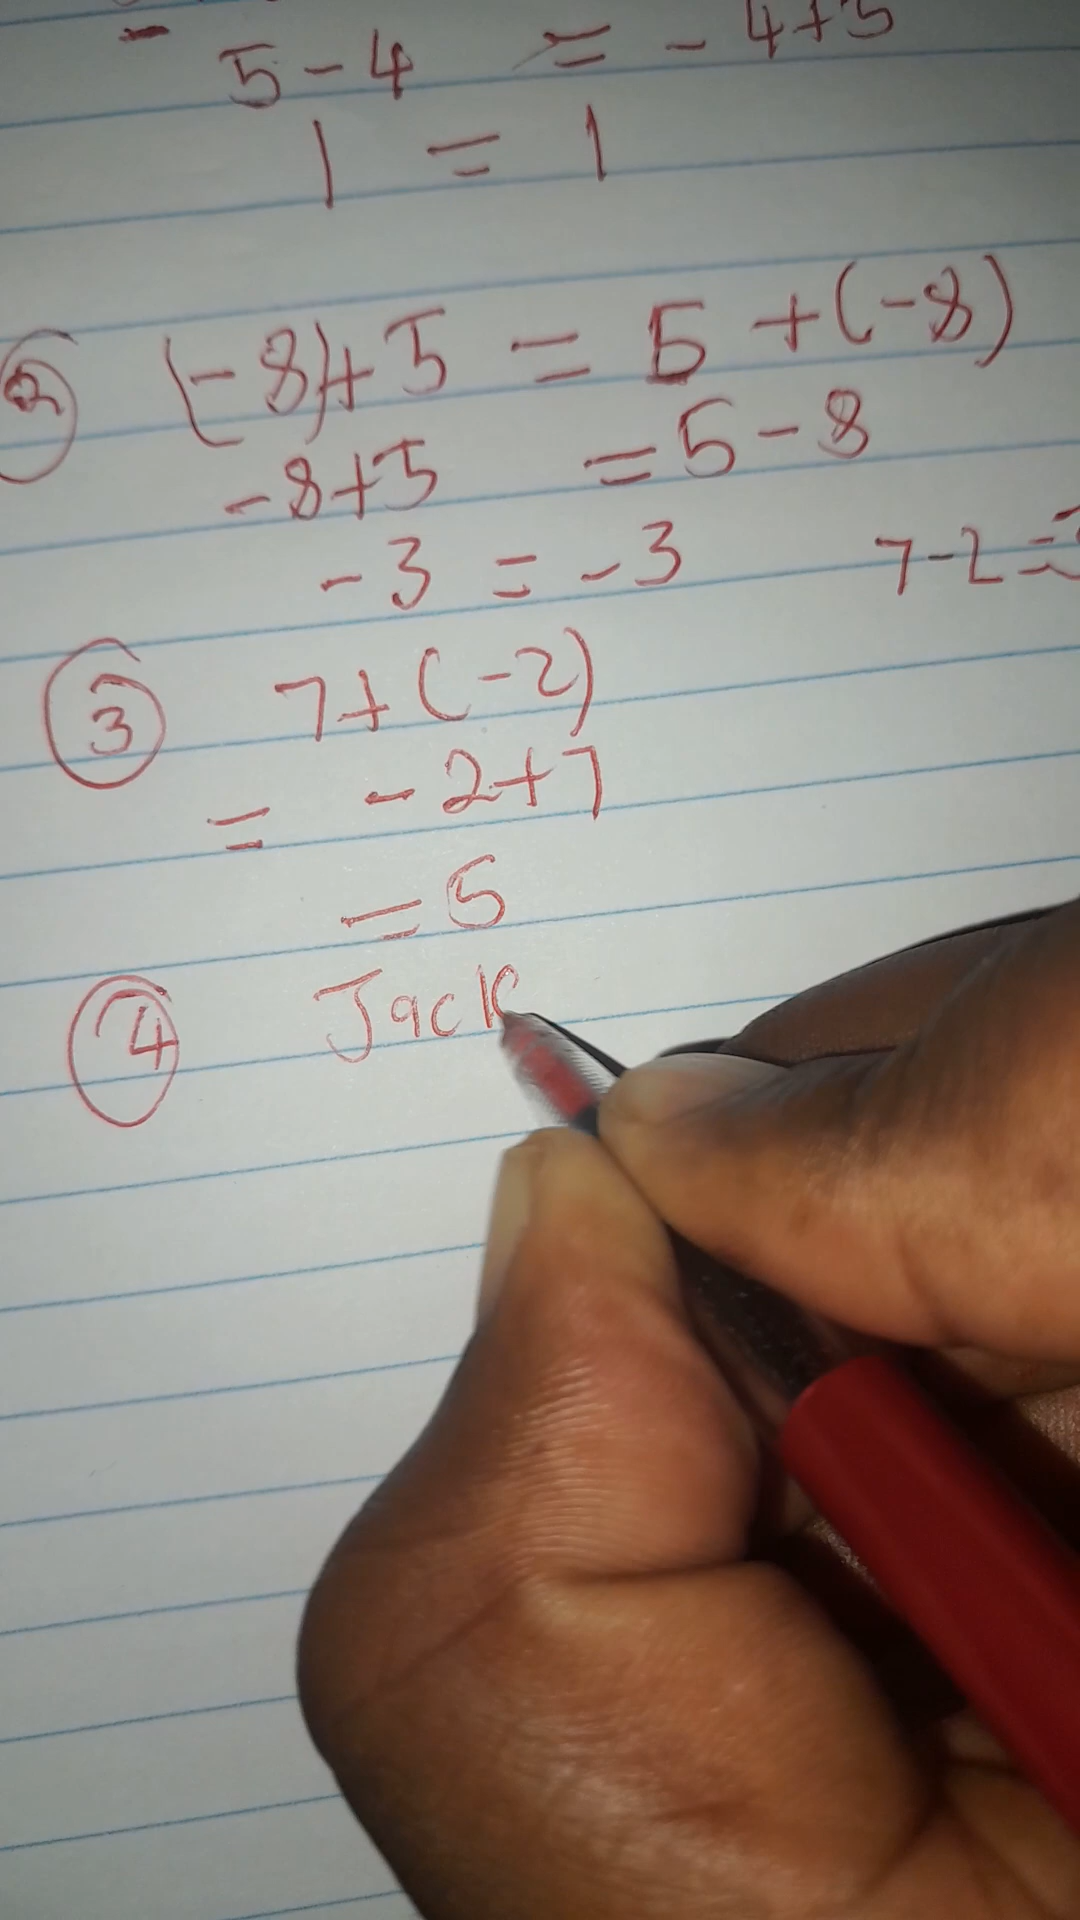 5 - 4 = - 4+5
1 = 1
② (-8)+5 = 5 +(-8)
-8+5 = 5 - 8
-3 = -3
7-2=
③ 7+(-2)
= -2+7
= 5
④ Jack